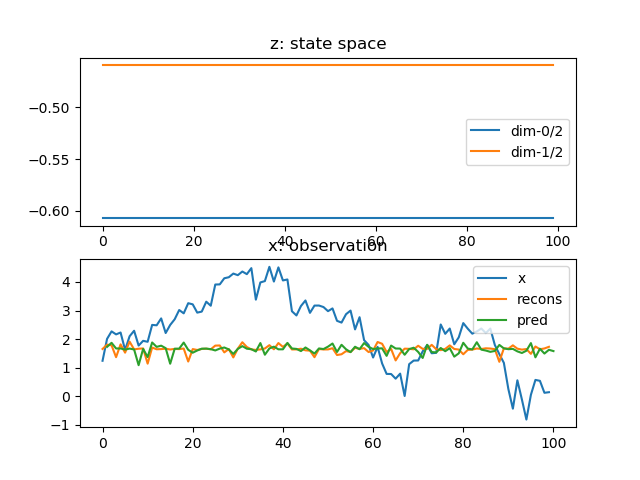 z: state space
−0.50
−0.55
−0.60
dim-0/2
dim-1/2
0 20 40 60 80 100
x: observation
4
3
2
1
0
−1
x
recons
pred
0 20 40 60 80 100